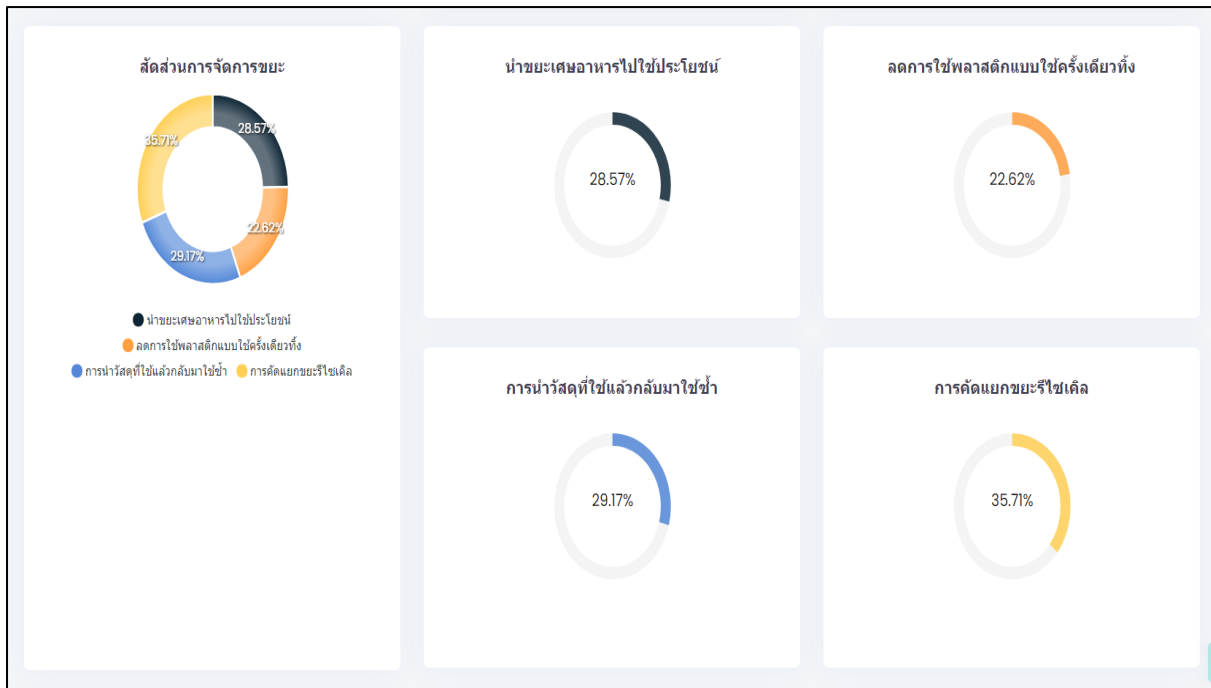 สัดส่วนการจัดการขยะ
35.71%
28.57%
22.62%
29.17%
นำขยะเศษอาหารไปใช้ประโยชน์
ลดการใช้พลาสติกแบบใช้ครั้งเดียวทิ้ง
การนำวัสดุที่ใช้แล้วกลับมาใช้ซ้ำ การคัดแยกขยะรีไซเคิล
นำขยะเศษอาหารไปใช้ประโยชน์
28.57%
ลดการใช้พลาสติกแบบใช้ครั้งเดียวทิ้ง
22.62%
การนำวัสดุที่ใช้แล้วกลับมาใช้ซ้ำ
29.17%
การคัดแยกขยะรีไซเคิล
35.71%